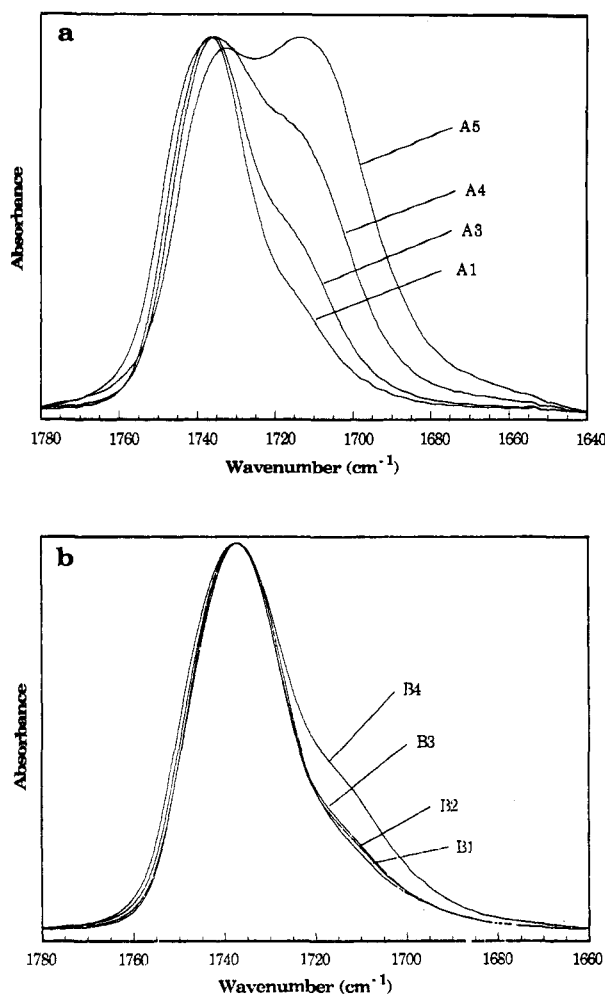 a
Absorbance
A5
A4
A3
A1
1780 1760 1740 1720 1700 1680 1660 1640
Wavenumber (cm⁻¹)
b
Absorbance
B4
B3
B2
B1
1780 1760 1740 1720 1700 1680 1660
Wavenumber (cm⁻¹)